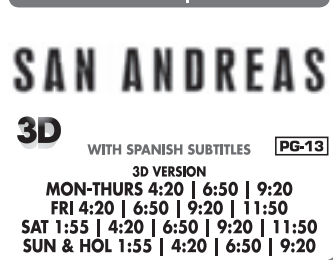 SAN ANDREAS
3D
WITH SPANISH SUBTITLES PG-13
3D VERSION
MON-THURS 4:20 | 6:50 | 9:20
FRI 4:20 | 6:50 | 9:20 | 11:50
SAT 1:55 | 4:20 | 6:50 | 9:20 | 11:50
SUN & HOL 1:55 | 4:20 | 6:50 | 9:20